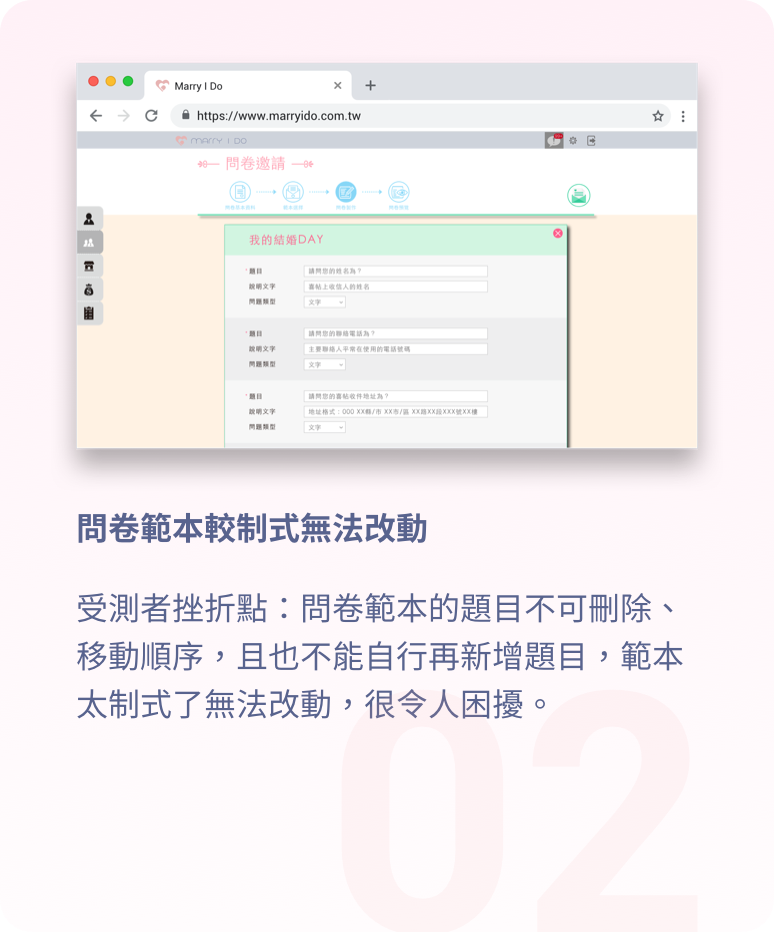 Marry I Do
https://www.marryido.com.tw
MARRY I DO
問卷邀請
我的結婚DAY
*題目 請問您的姓名為？
說明文字 喜帖上收信人的姓名
問題類型 文字
*題目 請問您的聯絡電話為？
說明文字 主要聯絡人平常在使用的電話號碼
問題類型 文字
*題目 請問您的喜帖收件地址為？
說明文字 地址格式：000 XX縣/市 XX市/區 XX路XX段XXX號XX樓
問題類型 文字
問卷範本較制式無法改動
受測者挫折點：問卷範本的題目不可刪除、
移動順序，且也不能自行再新增題目，範本
太制式了無法改動，很令人困擾。
02